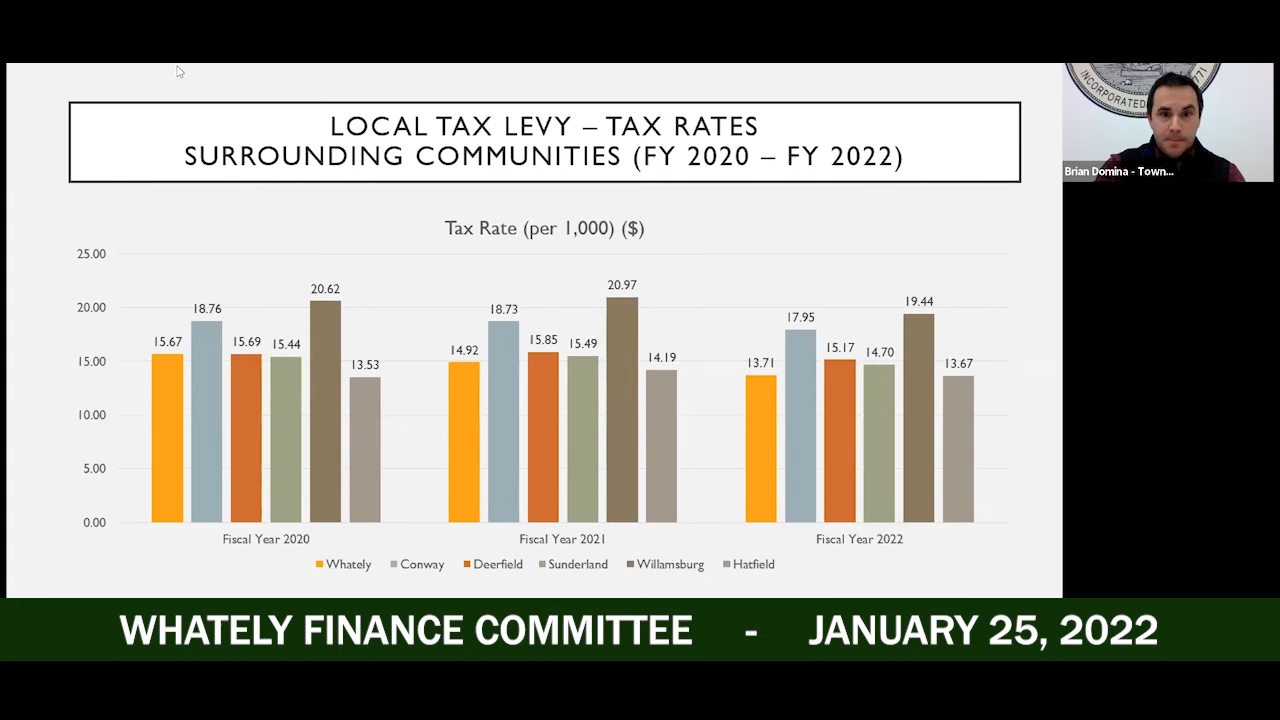 LOCAL TAX LEVY – TAX RATES
SURROUNDING COMMUNITIES (FY 2020 – FY 2022)
INCORPORATED 1771
Brian Domina - Town...
Tax Rate (per 1,000) ($)
25.00
20.00
15.00
10.00
5.00
0.00
15.67 18.76 15.69 15.44 20.62 13.53
14.92 18.73 15.85 15.49 20.97 14.19
13.71 17.95 15.17 14.70 19.44 13.67
Fiscal Year 2020 Fiscal Year 2021 Fiscal Year 2022
Whately Conway Deerfield Sunderland Willamsburg Hatfield
WHATELY FINANCE COMMITTEE - JANUARY 25, 2022